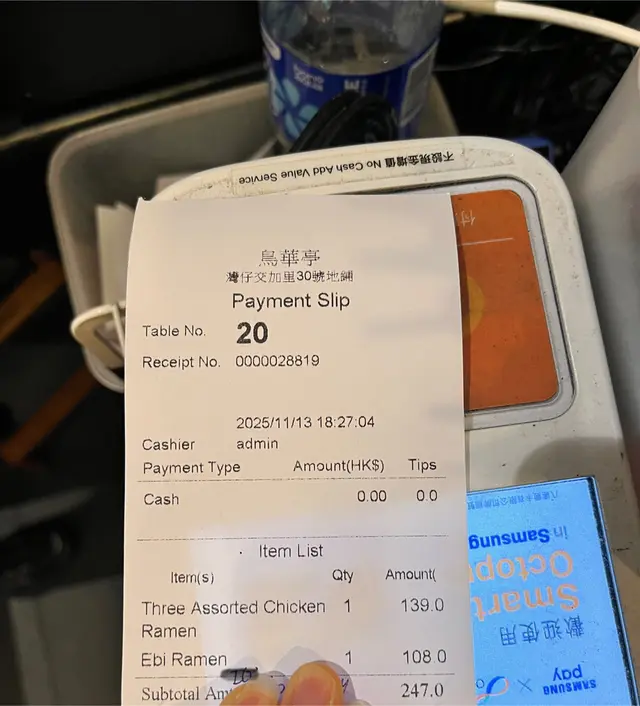 不設現金增值 No Cash Add Value Service
鳥華亭
灣仔交加里30號地舖
Payment Slip
Table No. 20
Receipt No. 0000028819
2025/11/13 18:27:04
Cashier admin
Payment Type Amount(HK$) Tips
Cash 0.00 0.0
Item List
Item(s) Qty Amount(
Three Assorted Chicken 1 139.0
Ramen
Ebi Ramen 1 108.0
Subtotal 247.0
SAMSUNG
pay
歡迎使用
Smart
Octop
in Samsung